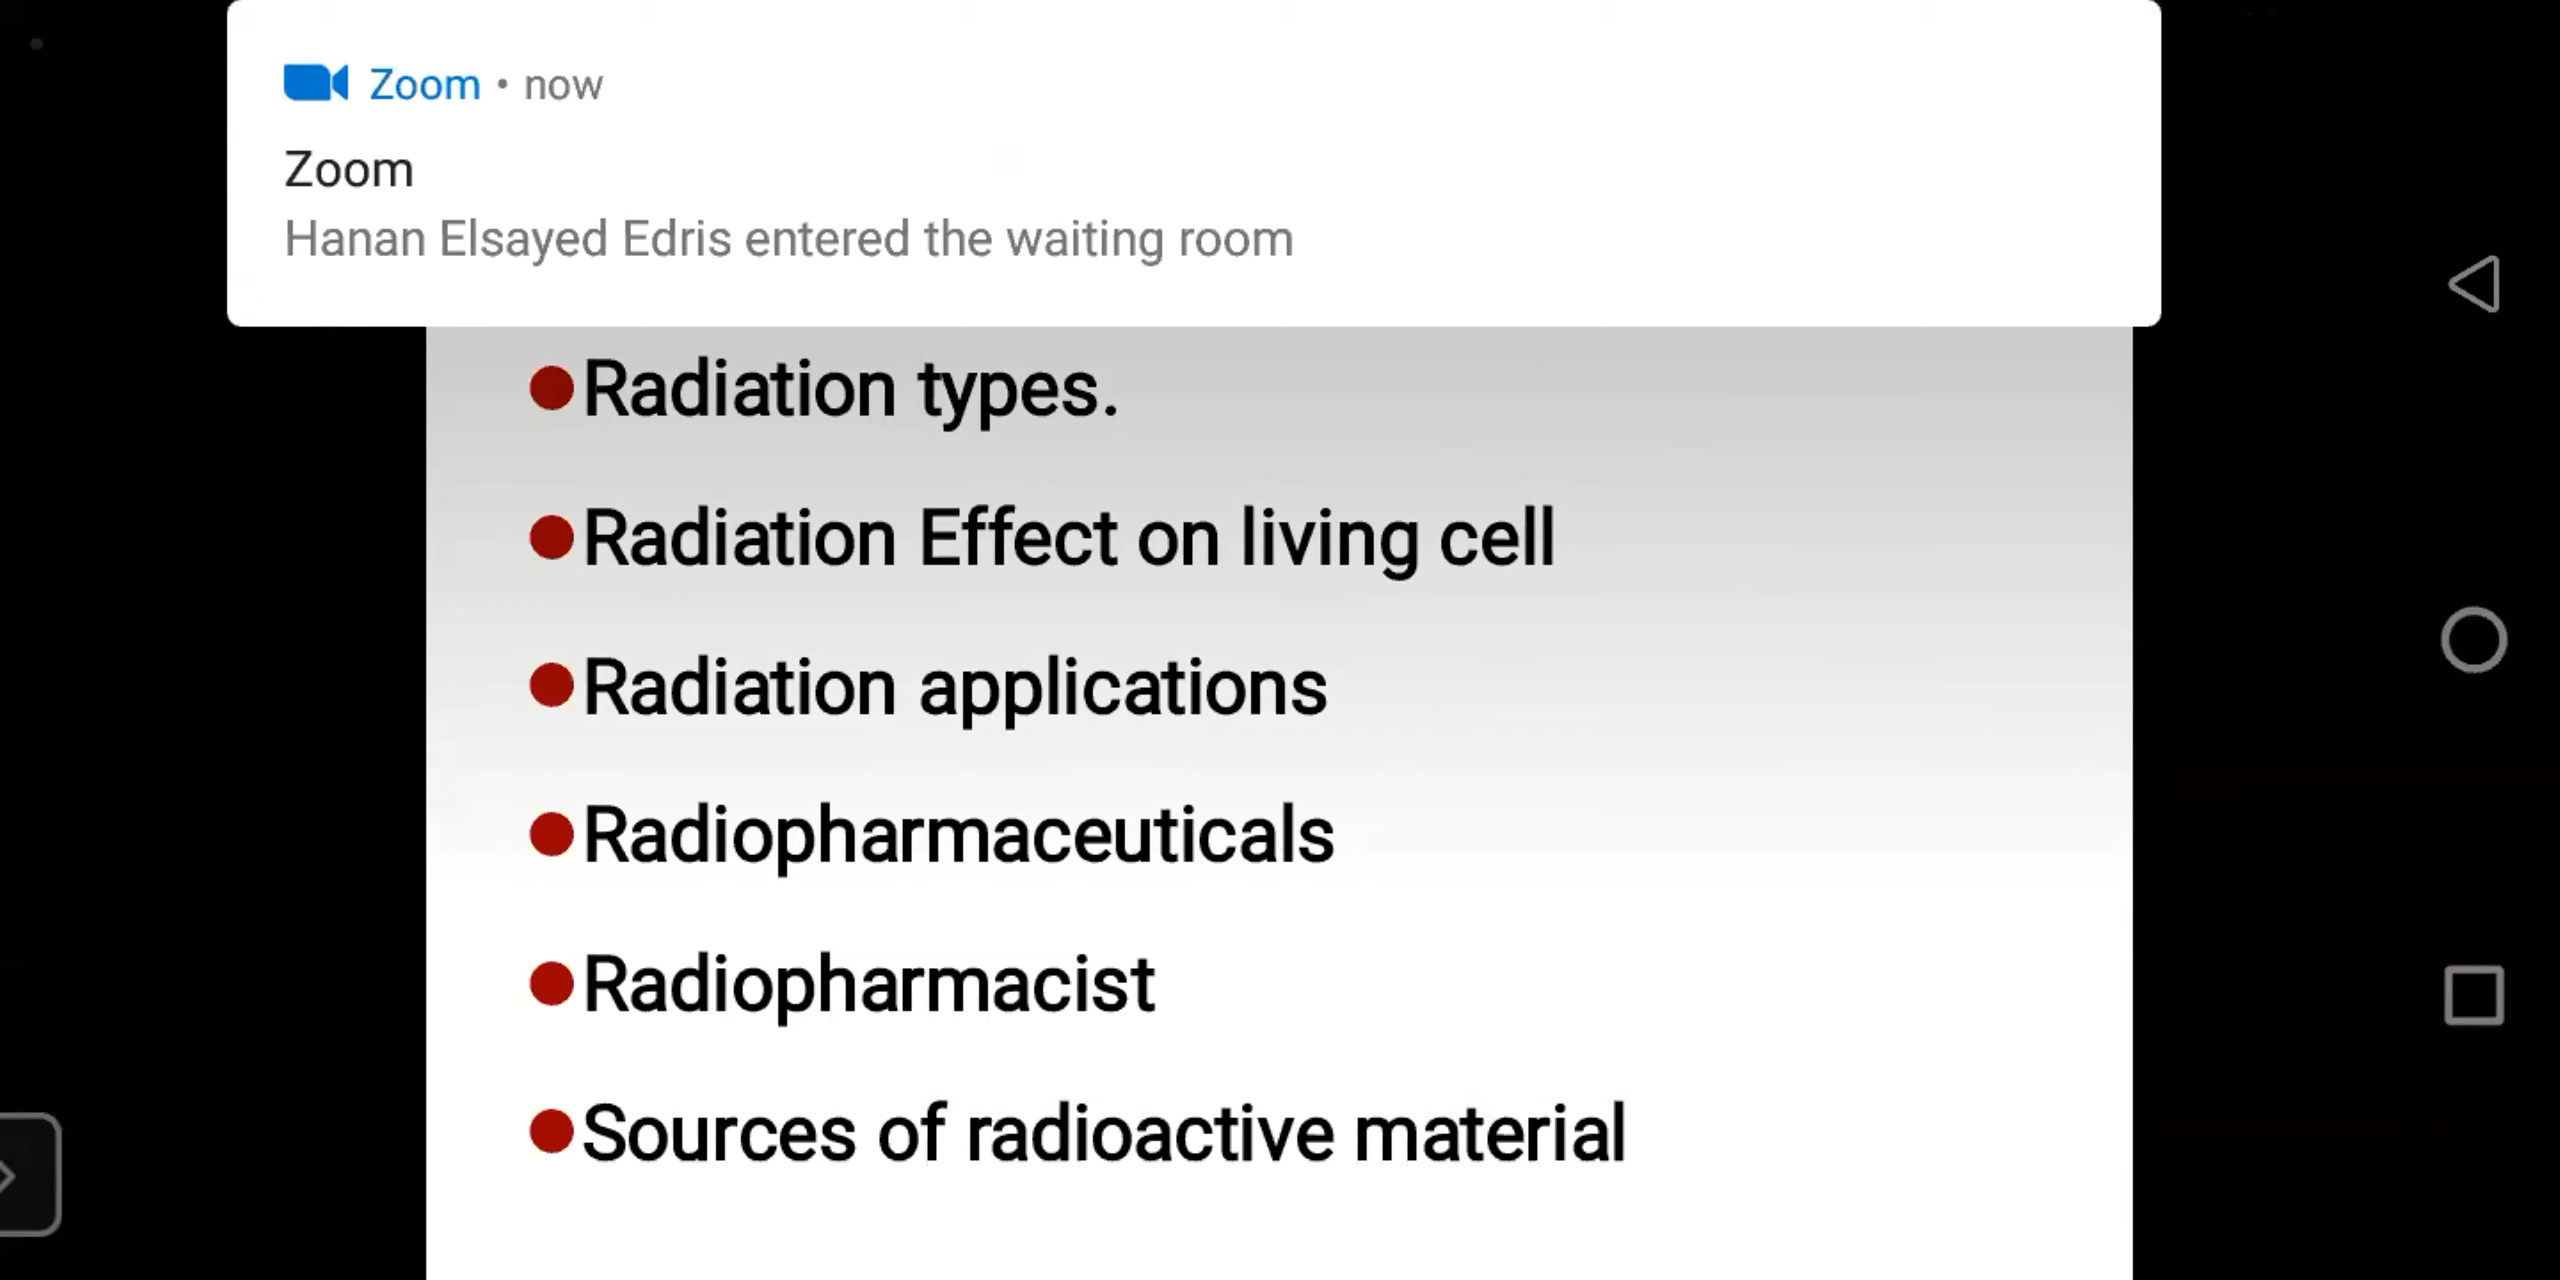 Zoom • now
Zoom
Hanan Elsayed Edris entered the waiting room
●Radiation types.
●Radiation Effect on living cell
●Radiation applications
●Radiopharmaceuticals
●Radiopharmacist
●Sources of radioactive material